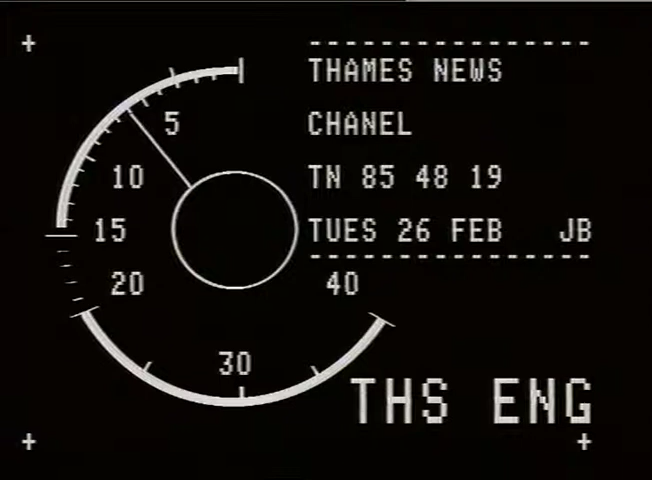 THAMES NEWS
CHANEL
TN 85 48 19
TUES 26 FEB JB
5
10
15
20
30
40
THS ENG